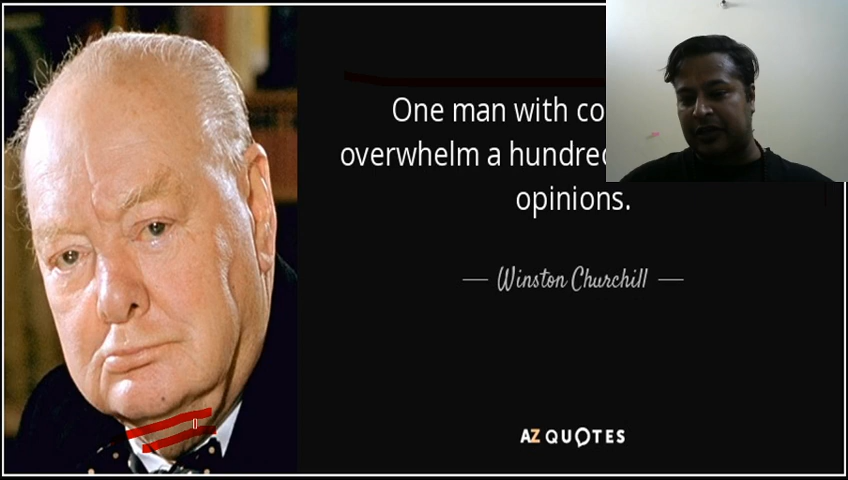 One man with co
overwhelm a hundred
opinions.
Winston Churchill
AZ QUOTES